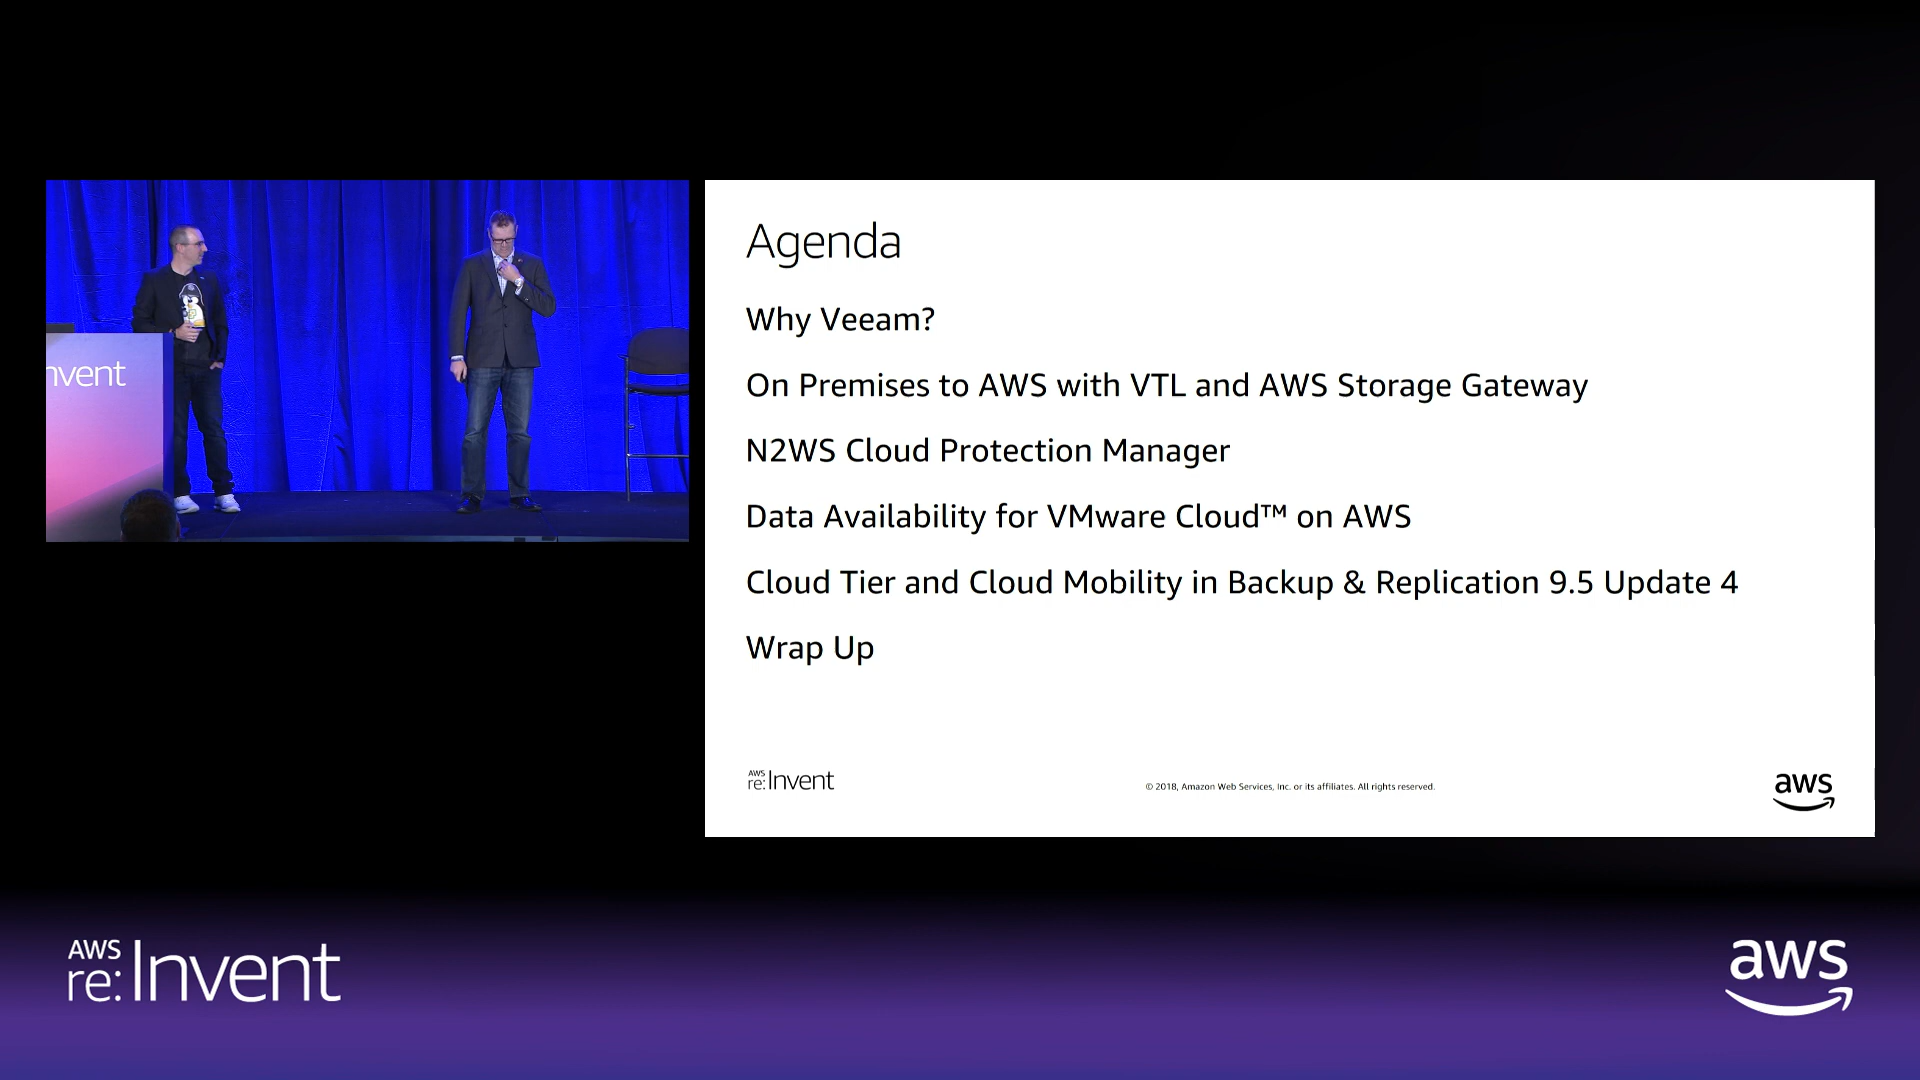 nvent
Agenda
Why Veeam?
On Premises to AWS with VTL and AWS Storage Gateway
N2WS Cloud Protection Manager
Data Availability for VMware Cloud™ on AWS
Cloud Tier and Cloud Mobility in Backup & Replication 9.5 Update 4
Wrap Up
AWS
re:Invent
© 2018, Amazon Web Services, Inc. or its affiliates. All rights reserved.
aws
AWS
re:Invent
aws